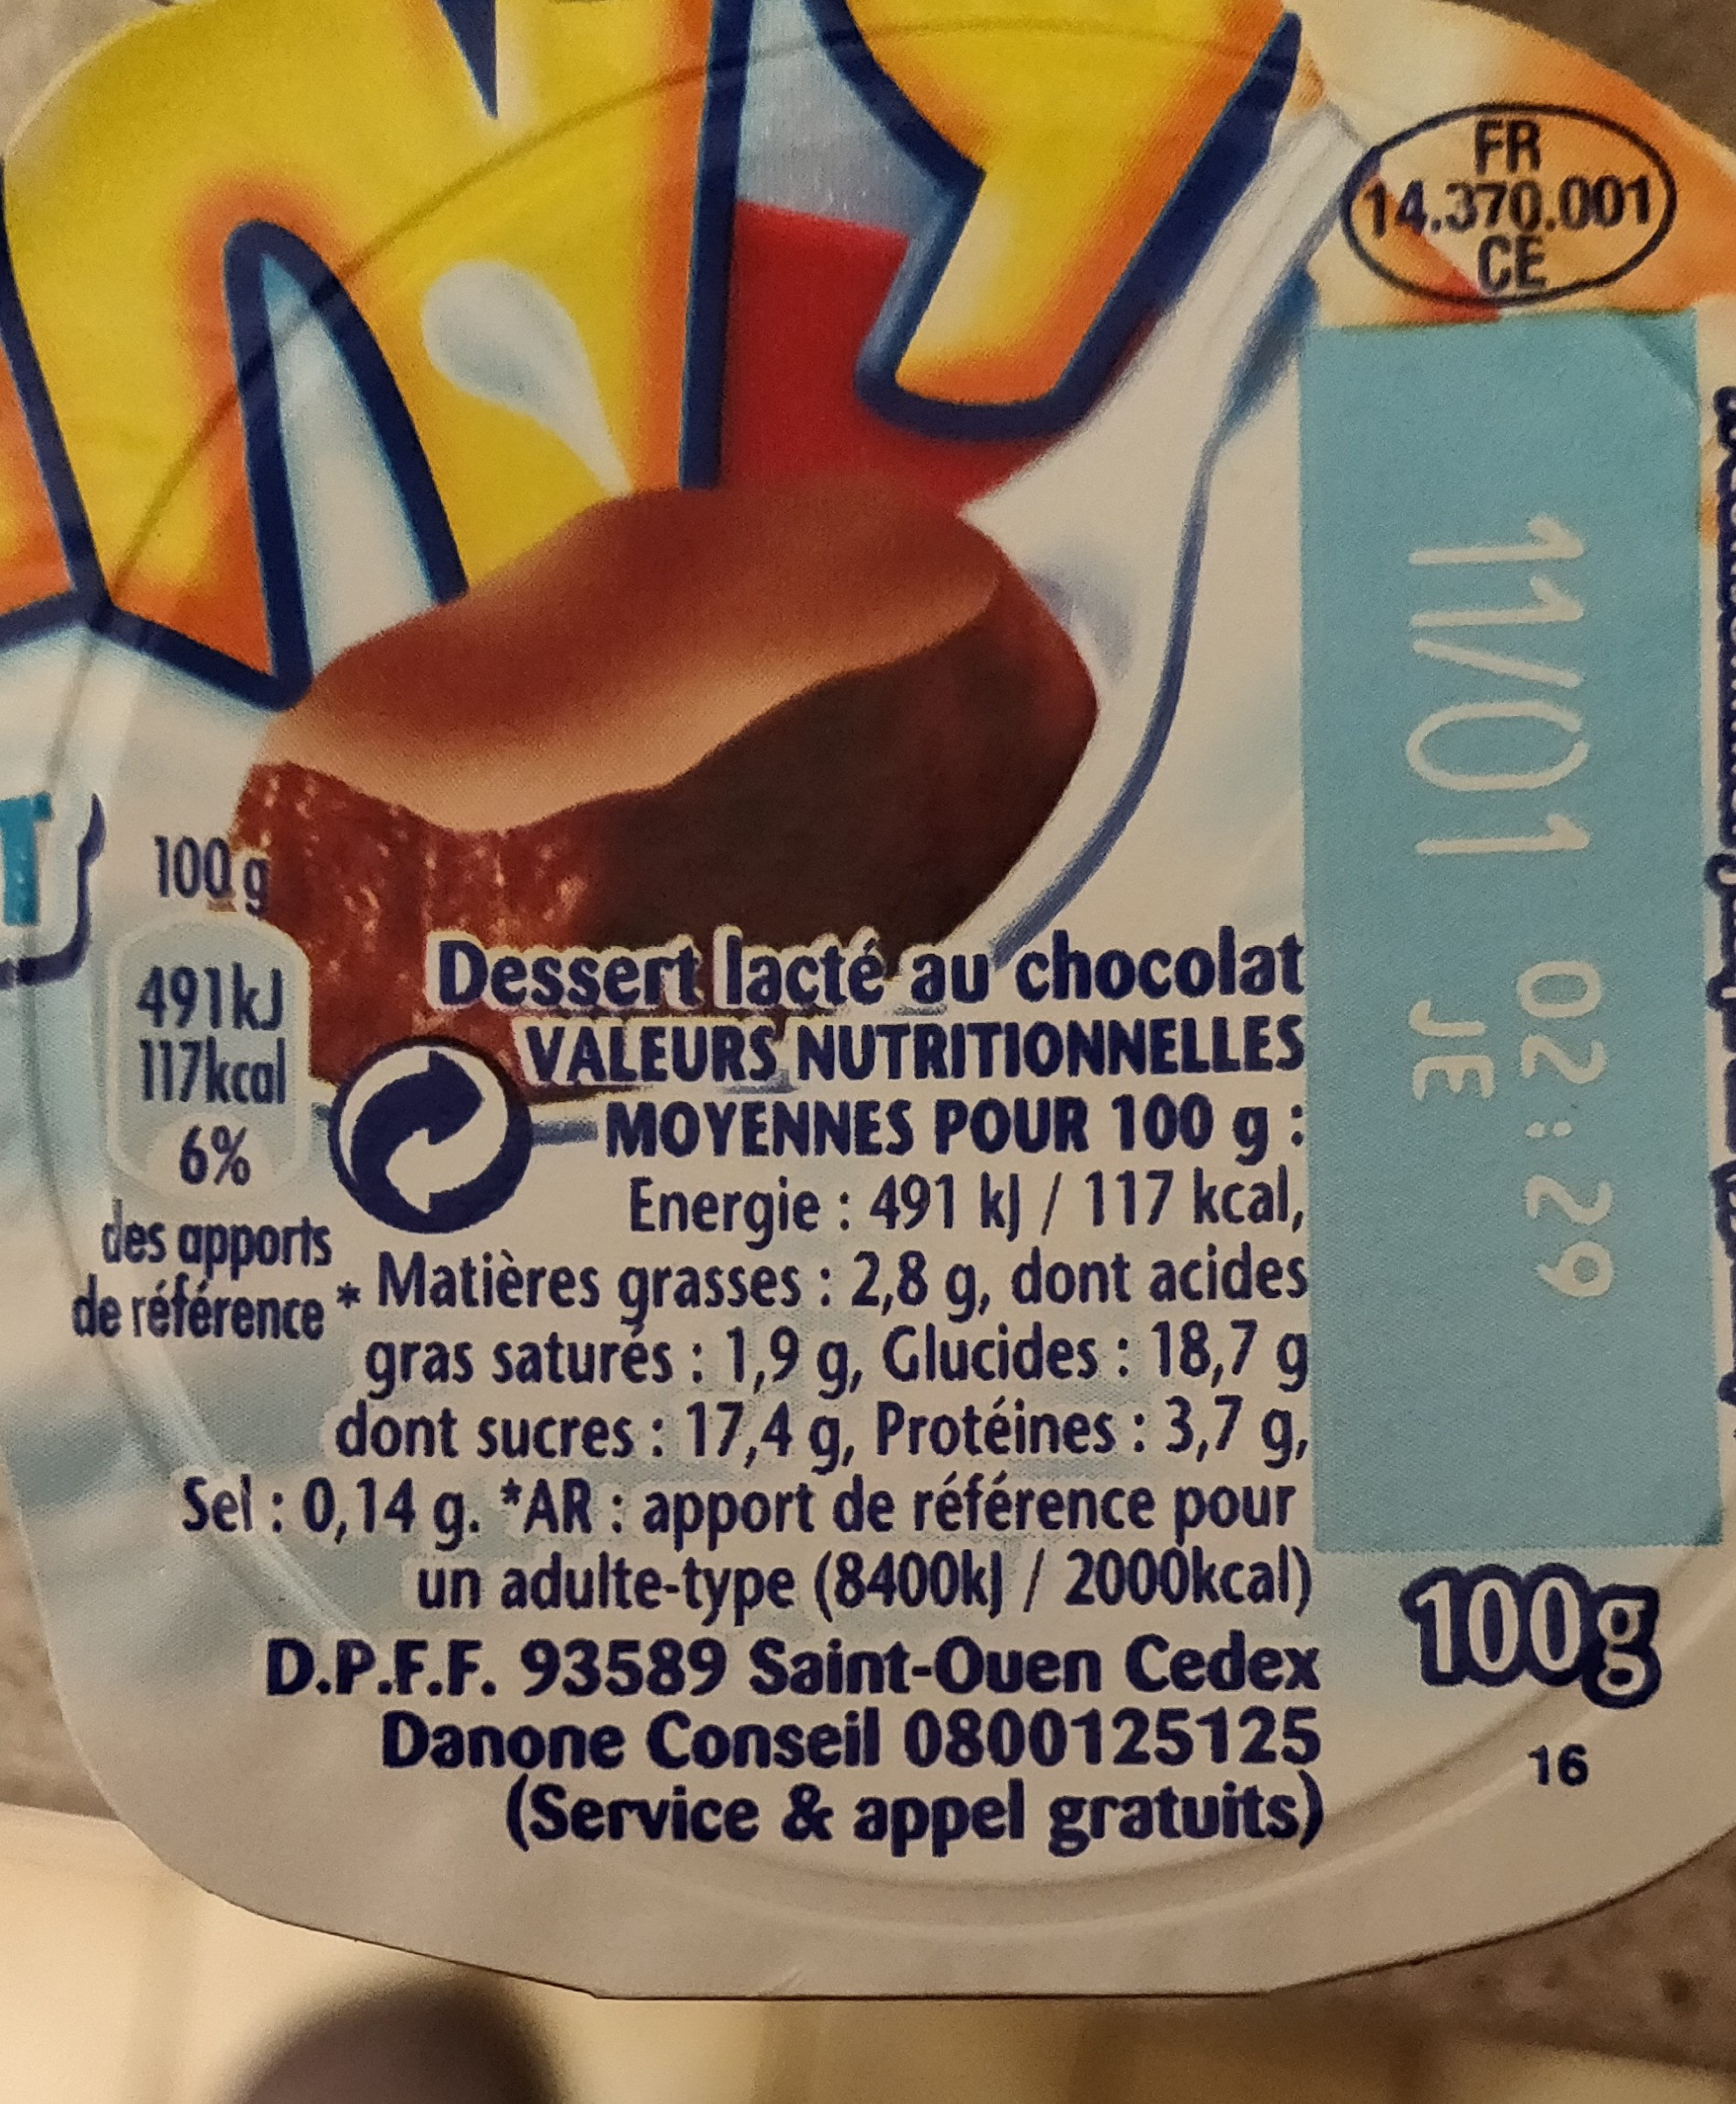 FR
14.370.001
CE
11/01 02:29
JE
100 g
491kJ
117kcal
6%
des apports
de référence *
Dessert lacté au chocolat
VALEURS NUTRITIONNELLES
MOYENNES POUR 100 g :
Energie : 491 kJ / 117 kcal,
Matières grasses : 2,8 g, dont acides
gras saturés : 1,9 g, Glucides : 18,7 g
dont sucres : 17,4 g, Protéines : 3,7 g,
Sel : 0,14 g. *AR : apport de référence pour
un adulte-type (8400kJ / 2000kcal)
D.P.F.F. 93589 Saint-Ouen Cedex
Danone Conseil 0800125125
(Service & appel gratuits)
100g
16